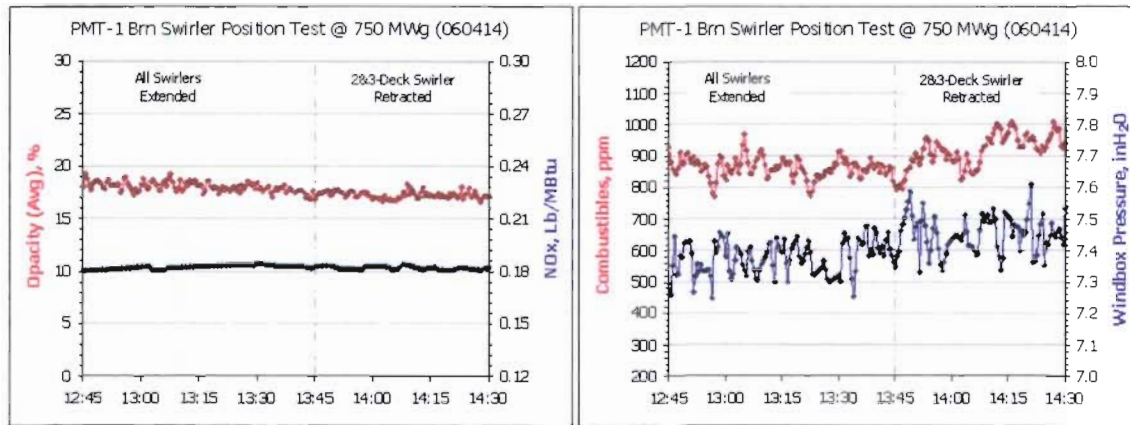 PMT-1 Brn Swirler Position Test @ 750 MWg (060414)
30
25
20
15
10
5
0
Opacity (Avg), %
All Swirlers
Extended
2&3-Deck Swirler
Retracted
0.30
0.27
0.24
0.21
0.18
0.15
0.12
NOx, Lb/MBtu
12:45 13:00 13:15 13:30 13:45 14:00 14:15 14:30
PMT-1 Brn Swirler Position Test @ 750 MWg (060414)
1200
1100
1000
900
800
700
600
500
400
300
200
Combustibles, ppm
All Swirlers
Extended
2&3-Deck Swirler
Retracted
8.0
7.9
7.8
7.7
7.6
7.5
7.4
7.3
7.2
7.1
7.0
Windbox Pressure, inH₂O
12:45 13:00 13:15 13:30 13:45 14:00 14:15 14:30